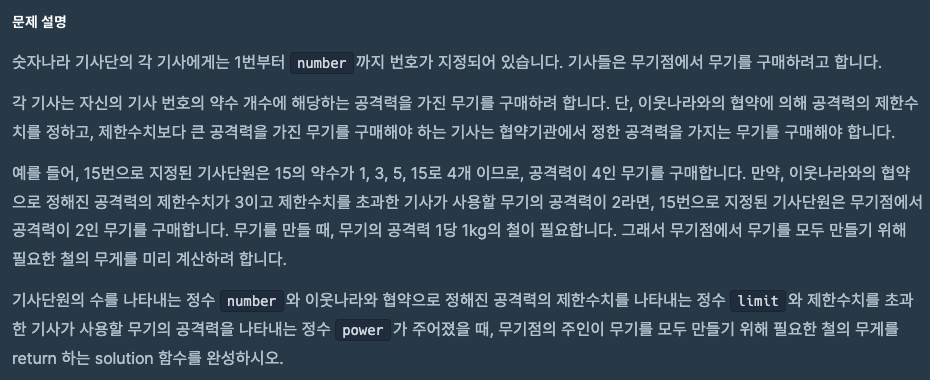 문제 설명
숫자나라 기사단의 각 기사에게는 1번부터 number 까지 번호가 지정되어 있습니다. 기사들은 무기점에서 무기를 구매하려고 합니다.
각 기사는 자신의 기사 번호의 약수 개수에 해당하는 공격력을 가진 무기를 구매하려 합니다. 단, 이웃나라와의 협약에 의해 공격력의 제한수
치를 정하고, 제한수치보다 큰 공격력을 가진 무기를 구매해야 하는 기사는 협약기관에서 정한 공격력을 가지는 무기를 구매해야 합니다.
예를 들어, 15번으로 지정된 기사단원은 15의 약수가 1, 3, 5, 15로 4개 이므로, 공격력이 4인 무기를 구매합니다. 만약, 이웃나라와의 협약
으로 정해진 공격력의 제한수치가 3이고 제한수치를 초과한 기사가 사용할 무기의 공격력이 2라면, 15번으로 지정된 기사단원은 무기점에서
공격력이 2인 무기를 구매합니다. 무기를 만들 때, 무기의 공격력 1당 1kg의 철이 필요합니다. 그래서 무기점에서 무기를 모두 만들기 위해
필요한 철의 무게를 미리 계산하려 합니다.
기사단원의 수를 나타내는 정수 number 와 이웃나라와 협약으로 정해진 공격력의 제한수치를 나타내는 정수 limit 와 제한수치를 초과
한 기사가 사용할 무기의 공격력을 나타내는 정수 power 가 주어졌을 때, 무기점의 주인이 무기를 모두 만들기 위해 필요한 철의 무게를
return 하는 solution 함수를 완성하시오.